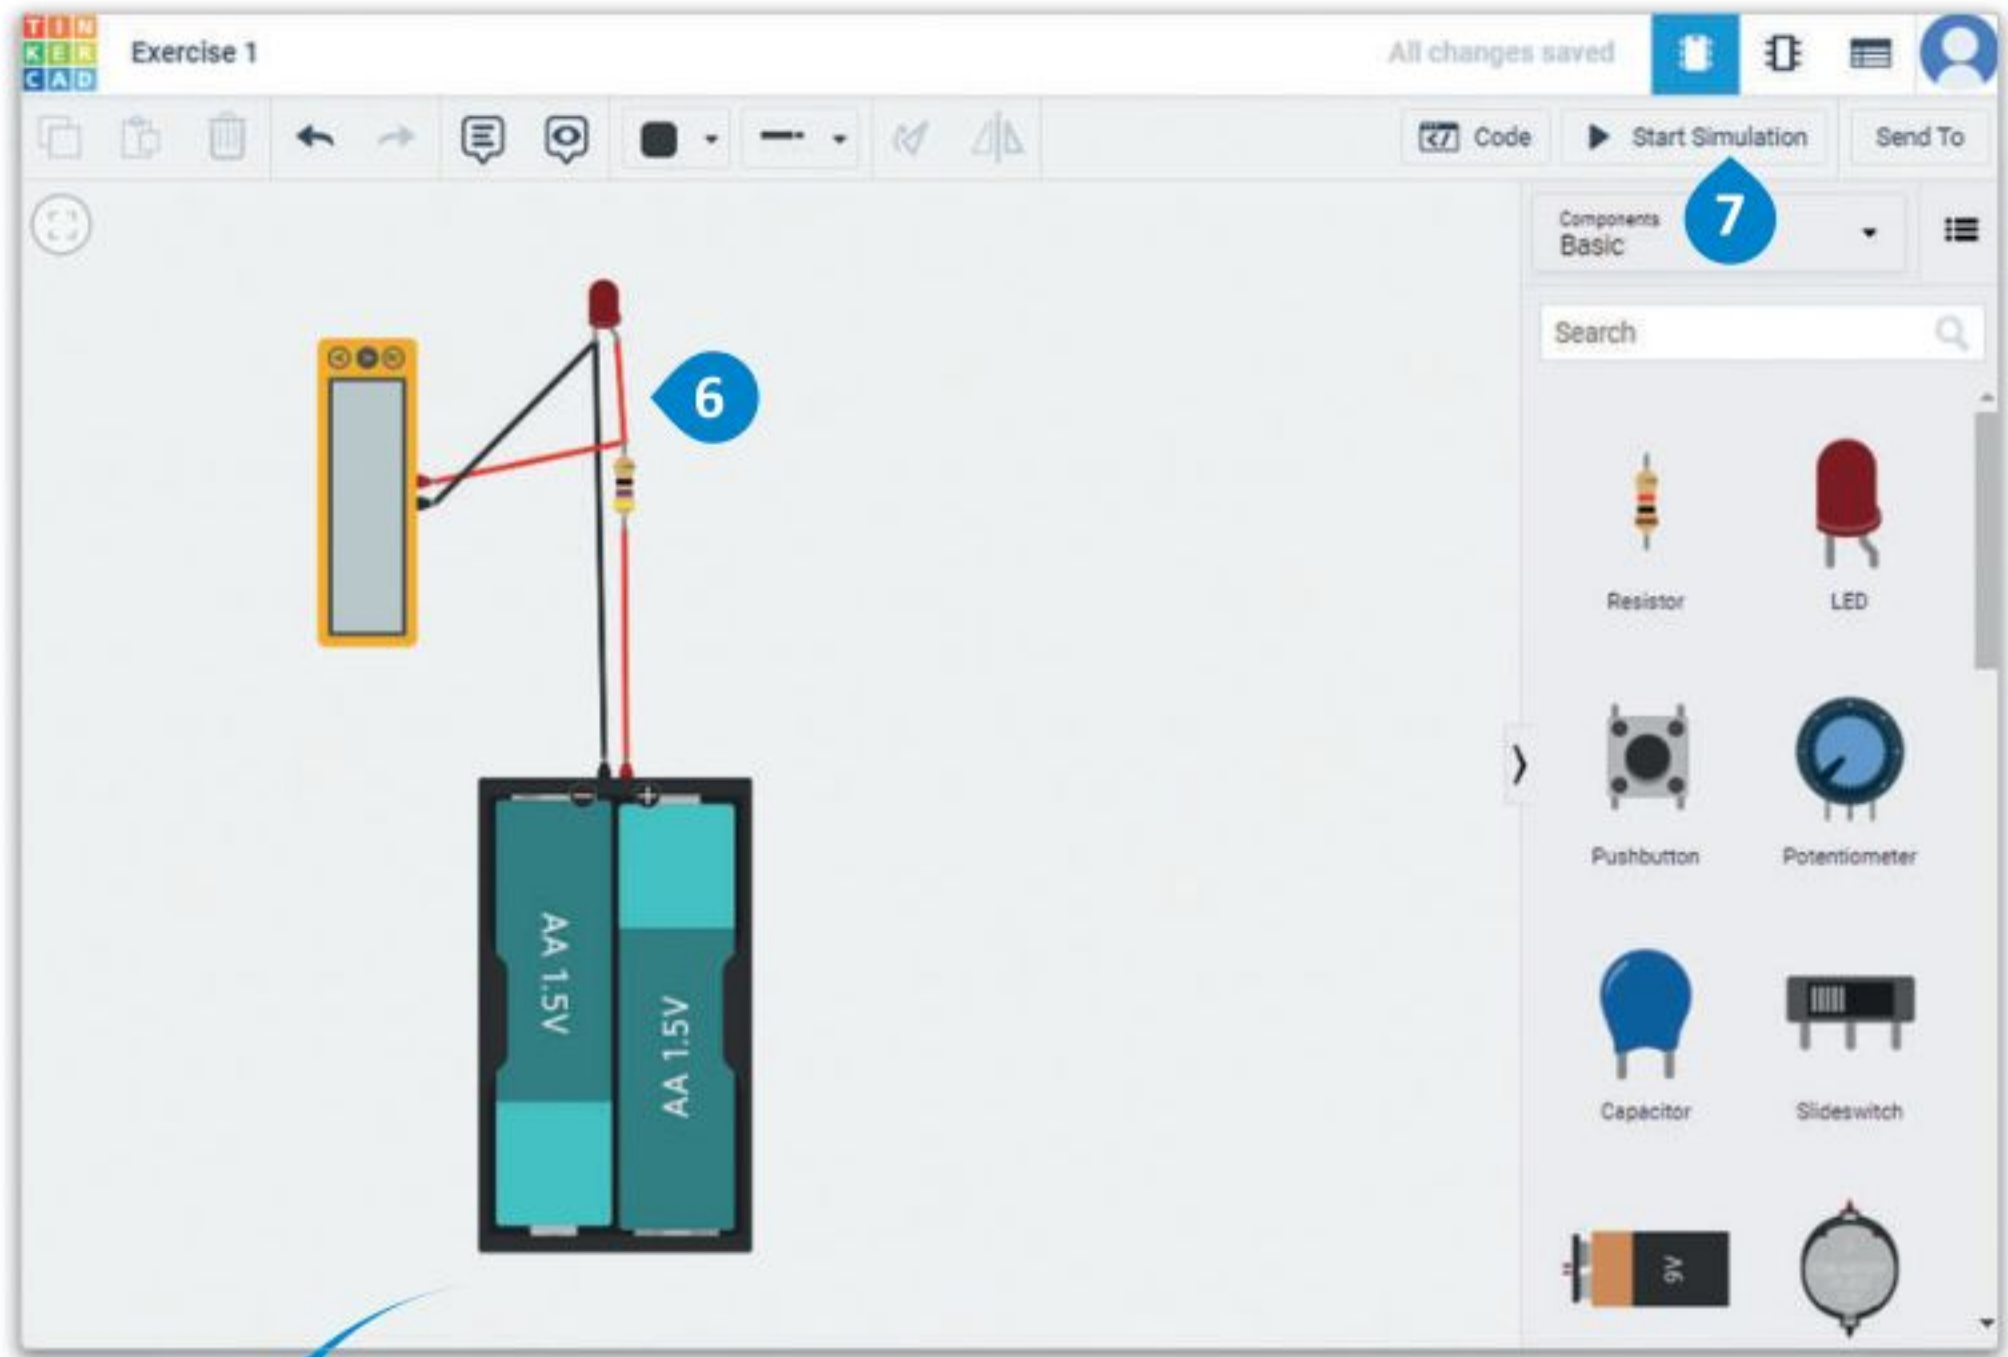 TIN
KER
CAD
Exercise 1
All changes saved
Code
Start Simulation
Send To
7
Components
Basic
Search
6
Resistor
LED
Pushbutton
Potentiometer
AA 1.5V
AA 1.5V
Capacitor
Slideswitch
9V